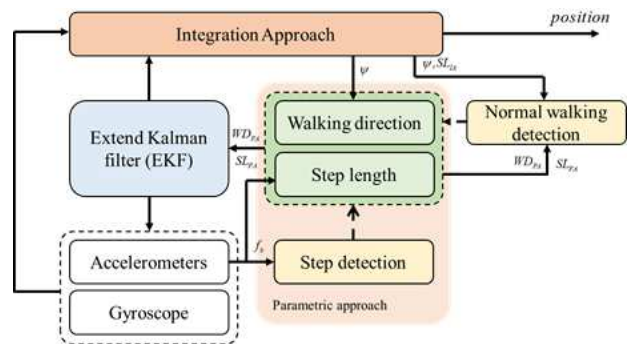 Integration Approach
position
ψ
ψ, SL_IA
Extend Kalman
filter (EKF)
WD_PA
SL_PA
Walking direction
Step length
Normal walking
detection
WD_PA
SL_PA
Accelerometers
Gyroscope
f_b
Step detection
Parametric approach